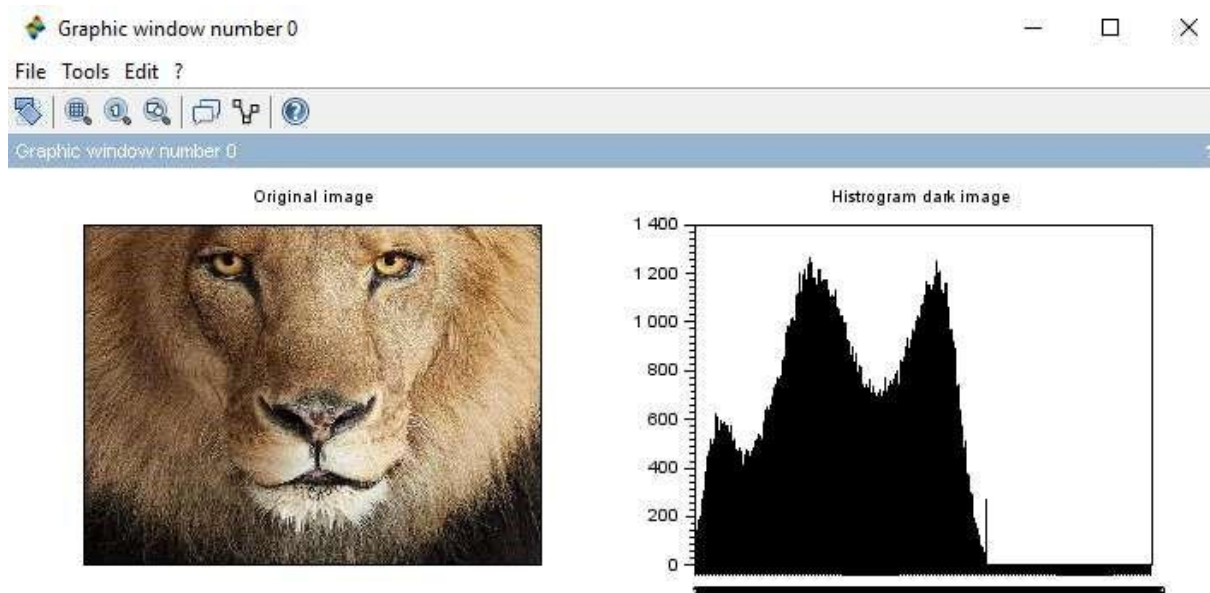 Graphic window number 0
File Tools Edit ?
Graphic window number 0
Original image
Histrogram dark image
1 400
1 200
1 000
800
600
400
200
0